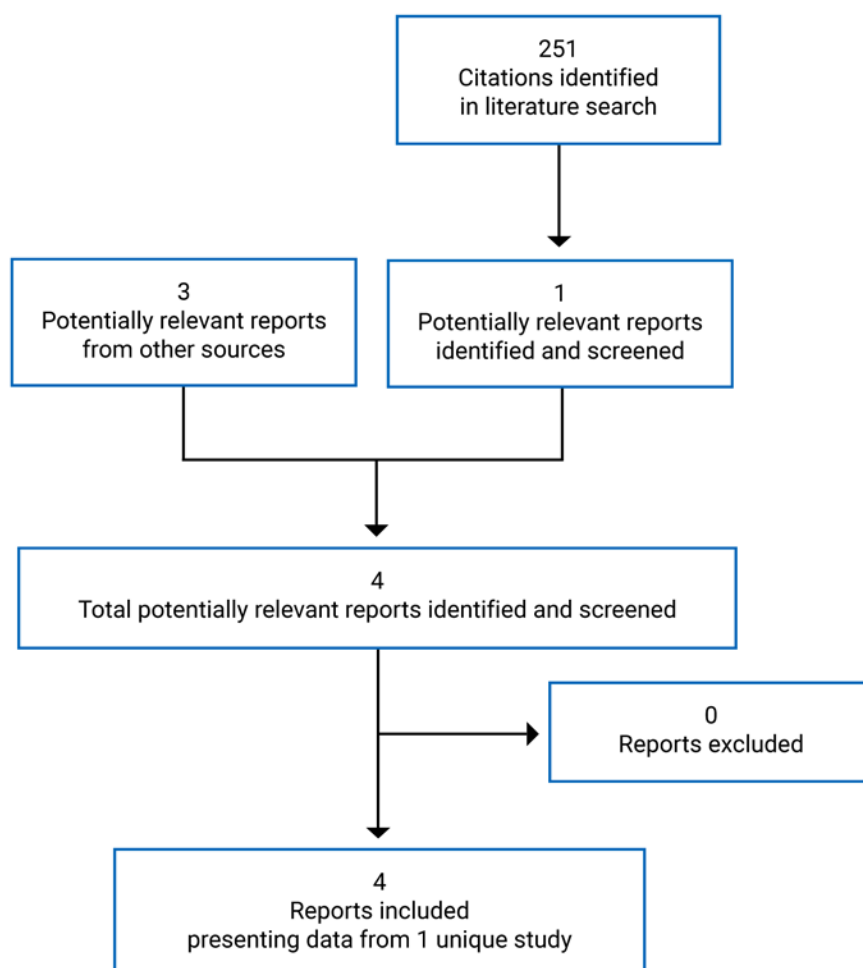 251
Citations identified
in literature search
3
Potentially relevant reports
from other sources
1
Potentially relevant reports
identified and screened
4
Total potentially relevant reports identified and screened
0
Reports excluded
4
Reports included
presenting data from 1 unique study